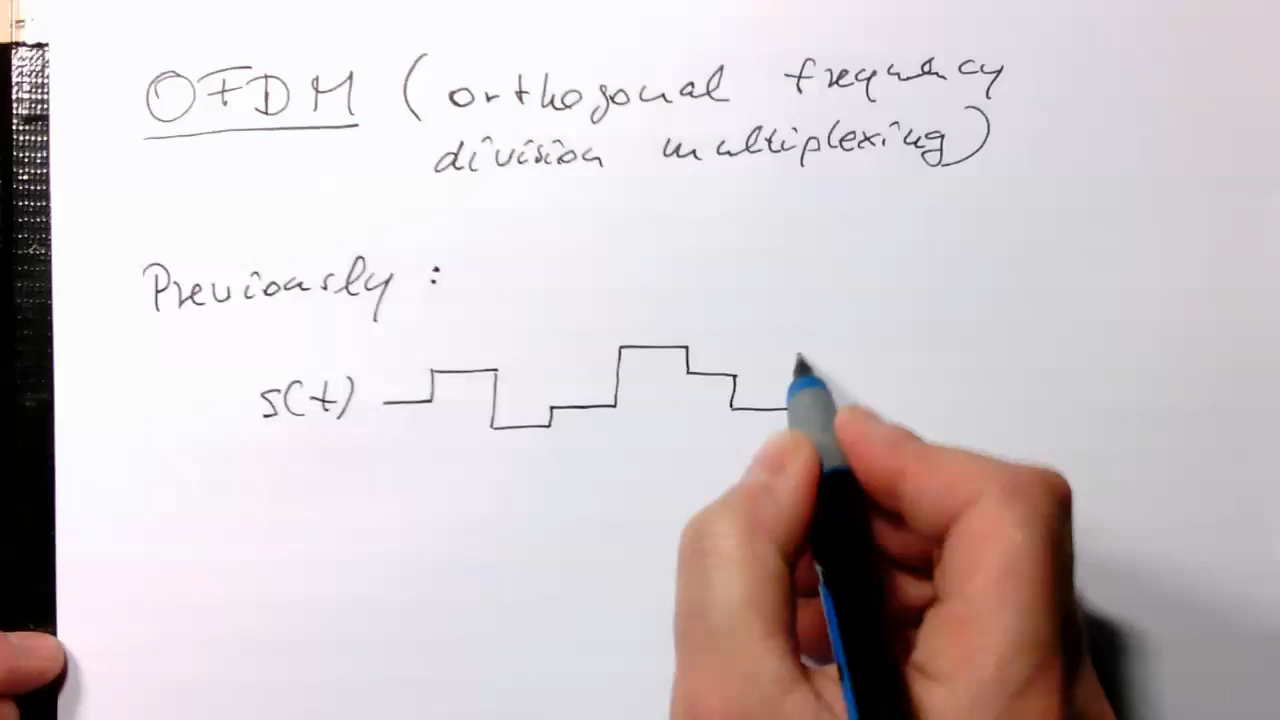 OFDM (orthogonal frequency
division multiplexing)
Previously :
s(t)